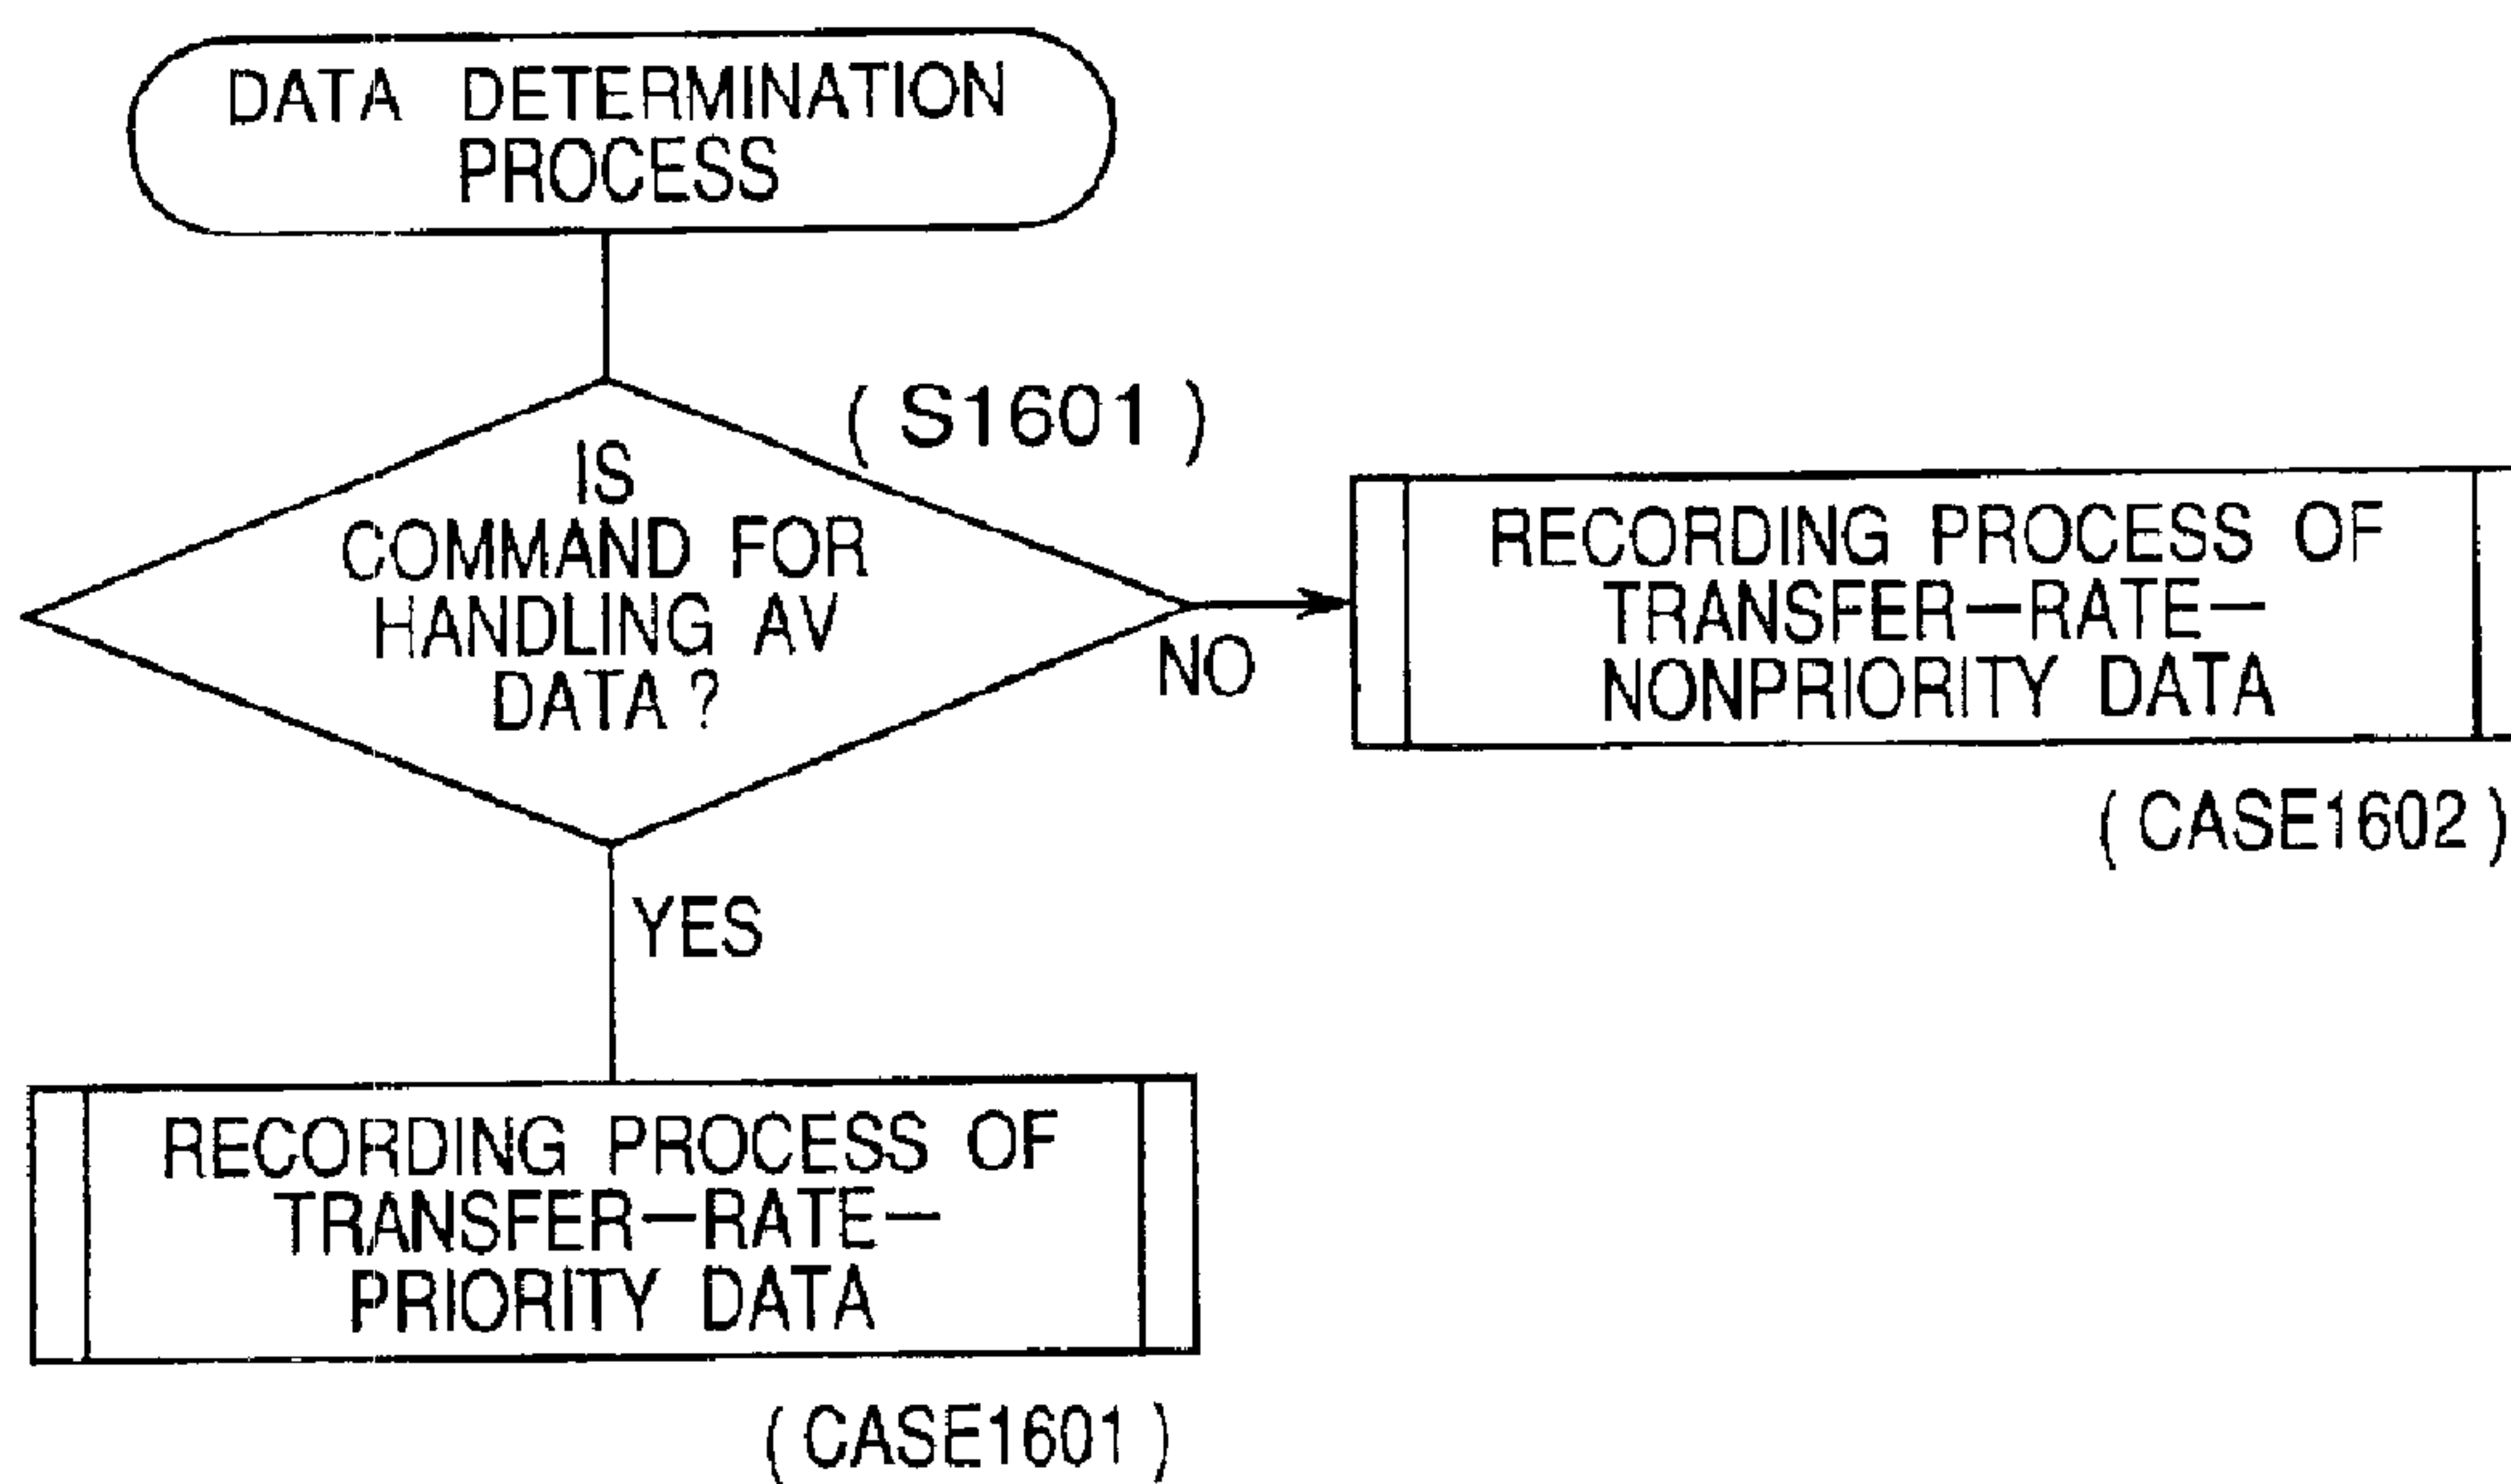 DATA DETERMINATION
PROCESS
( S1601 )
IS
COMMAND FOR
HANDLING AV
DATA ?
NO
RECORDING PROCESS OF
TRANSFER—RATE—
NONPRIORITY DATA
( CASE1602 )
YES
RECORDING PROCESS OF
TRANSFER—RATE—
PRIORITY DATA
( CASE1601 )